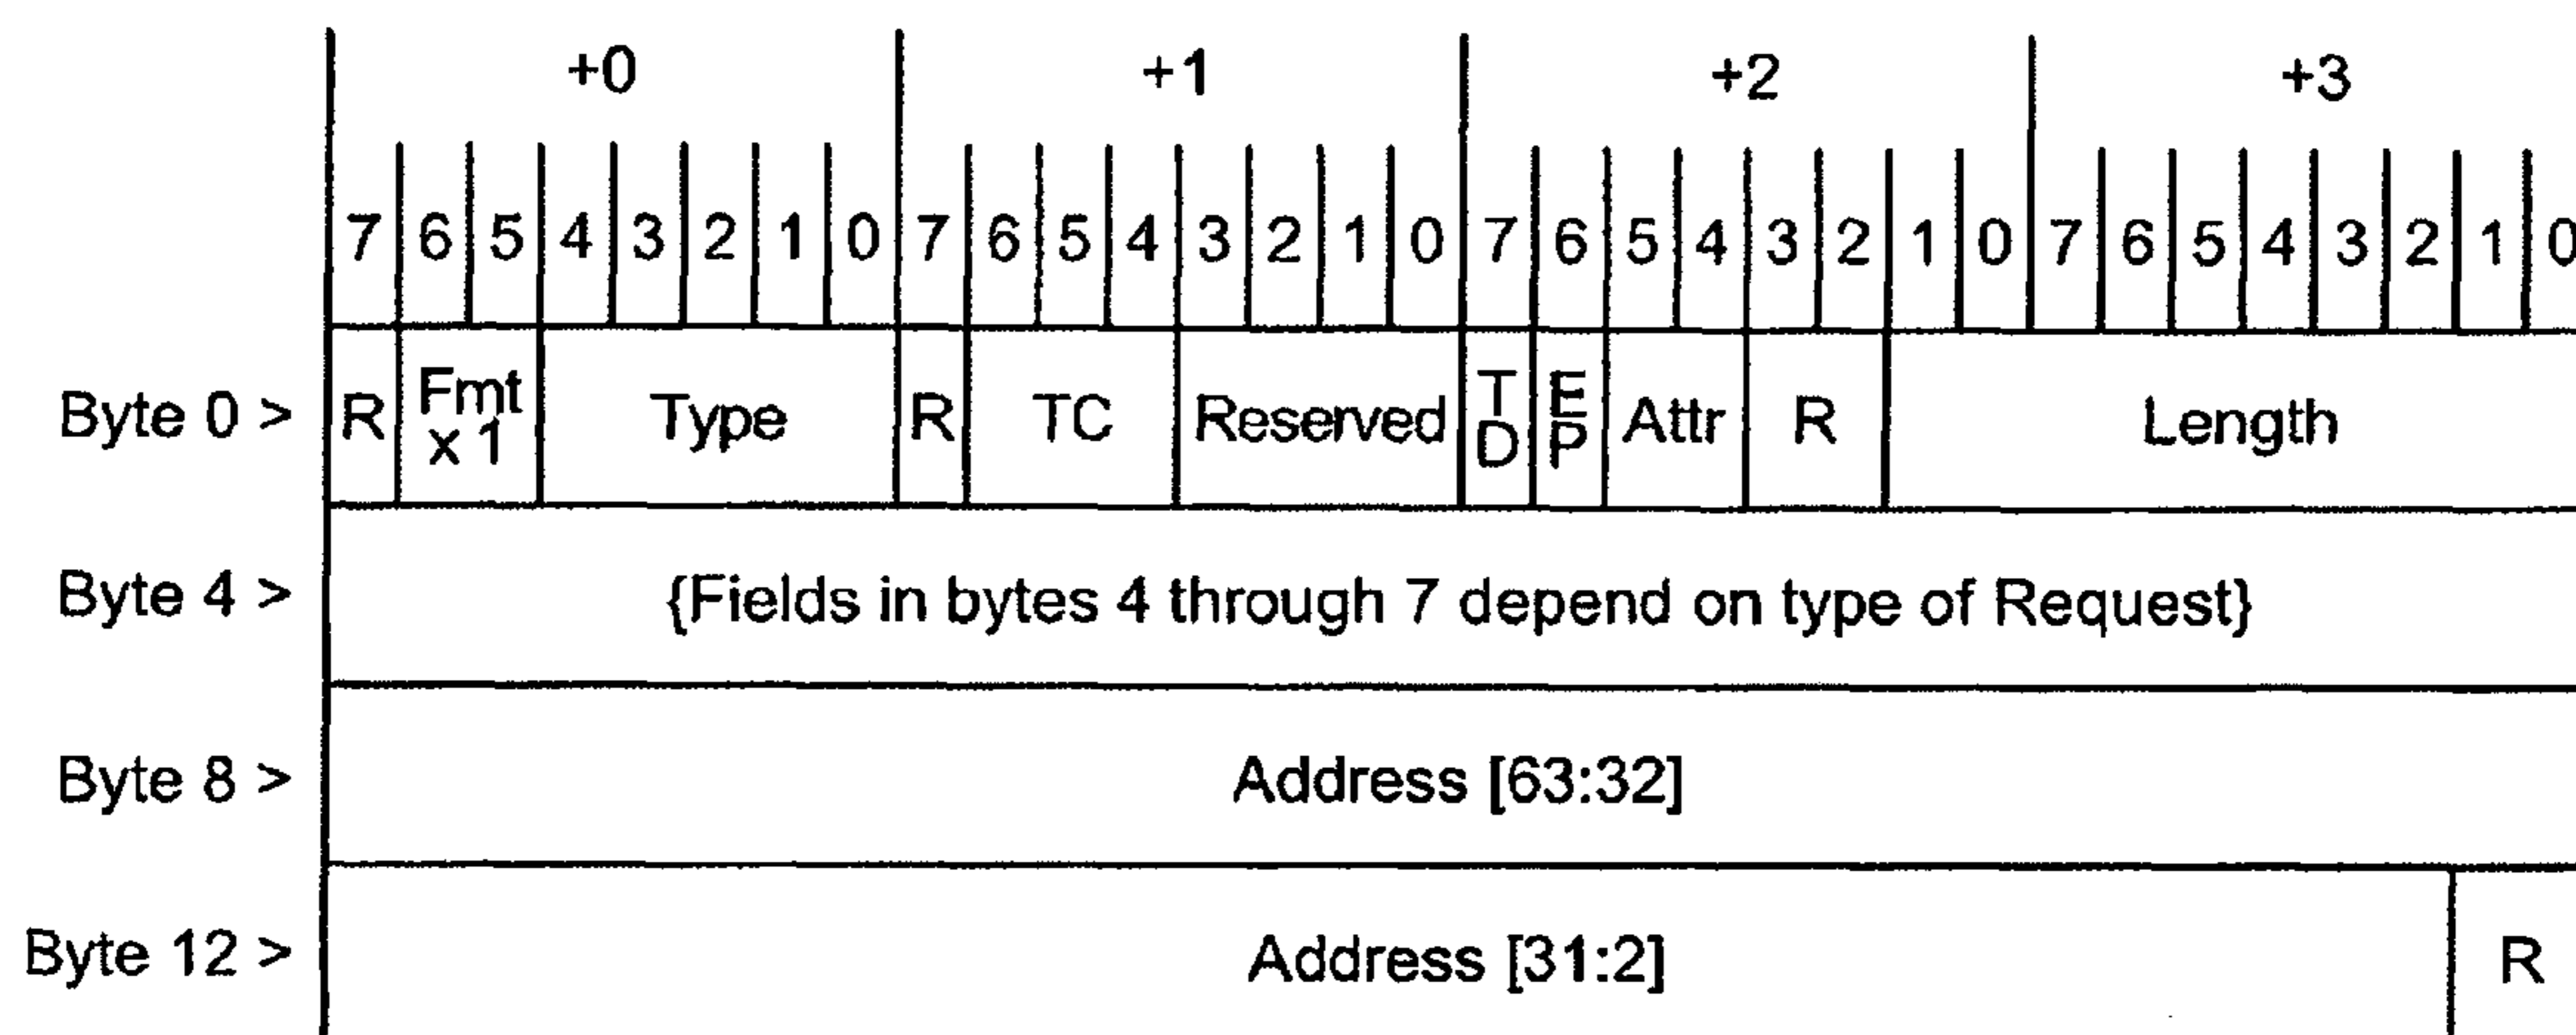 +0 +1 +2 +3
7 6 5 4 3 2 1 0 7 6 5 4 3 2 1 0 7 6 5 4 3 2 1 0 7 6 5 4 3 2 1 0
Byte 0 > R Fmt x 1 Type R TC Reserved TD EP Attr R Length
Byte 4 > {Fields in bytes 4 through 7 depend on type of Request}
Byte 8 > Address [63:32]
Byte 12 > Address [31:2] R